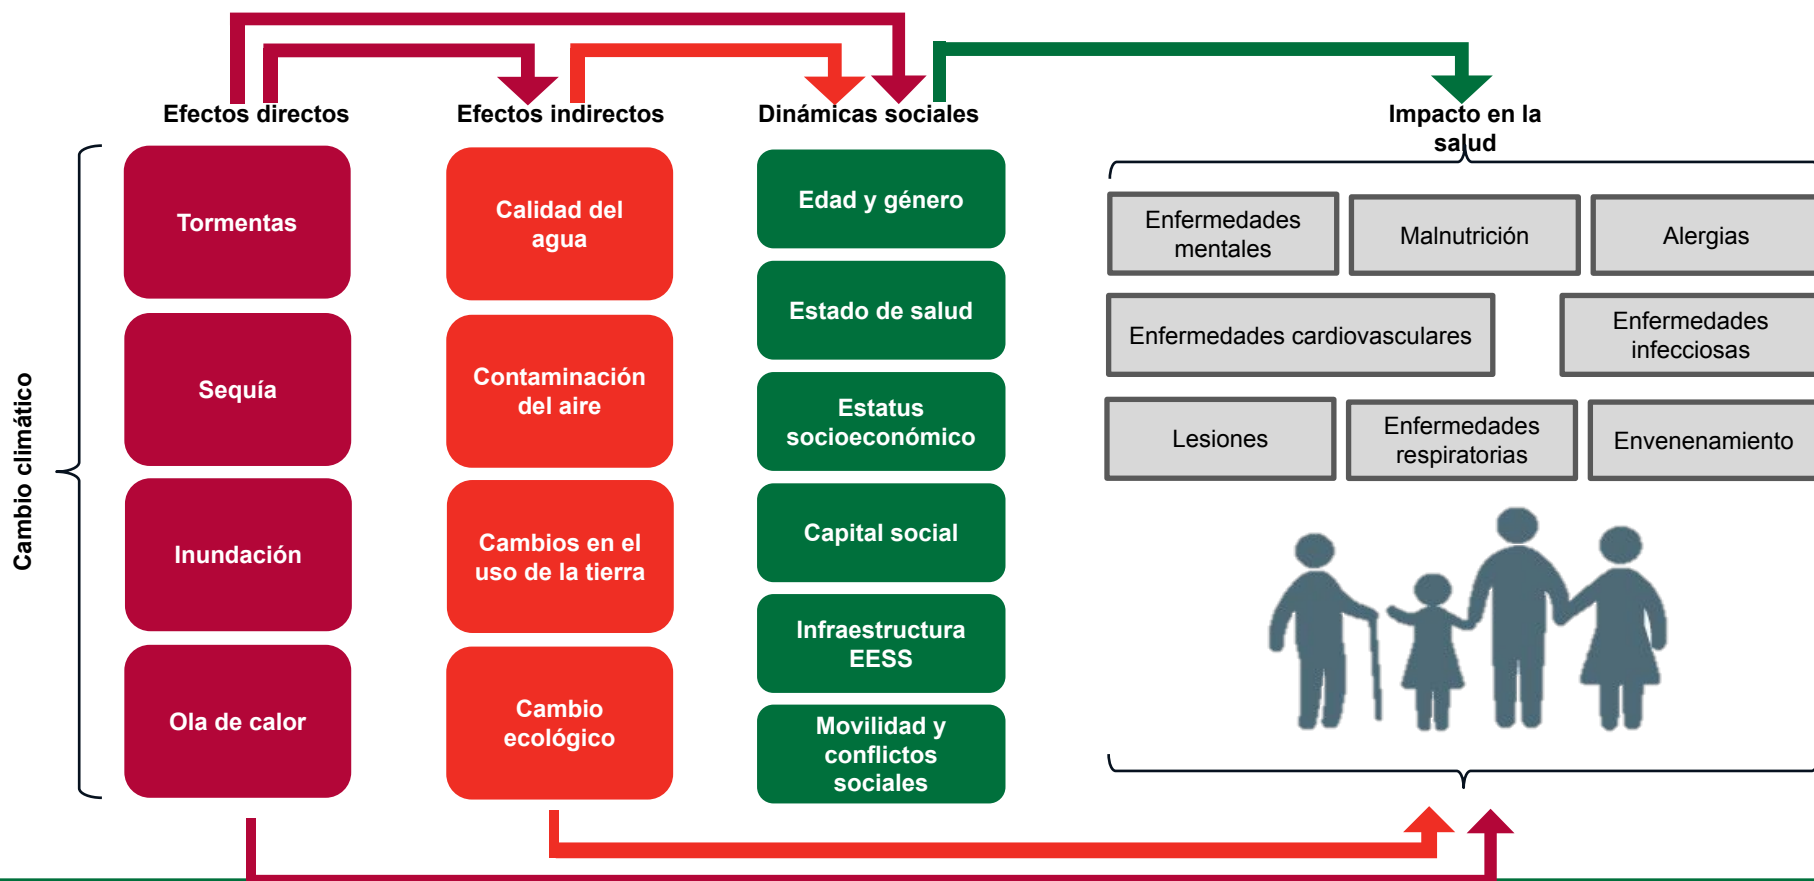 Efectos directos
Efectos indirectos
Dinámicas sociales
Impacto en la
salud
Cambio climático
Tormentas
Sequía
Inundación
Ola de calor
Calidad del
agua
Contaminación
del aire
Cambios en el
uso de la tierra
Cambio
ecológico
Edad y género
Estado de salud
Estatus
socioeconómico
Capital social
Infraestructura
EESS
Movilidad y
conflictos
sociales
Enfermedades
mentales
Malnutrición
Alergias
Enfermedades cardiovasculares
Enfermedades
infecciosas
Lesiones
Enfermedades
respiratorias
Envenenamiento